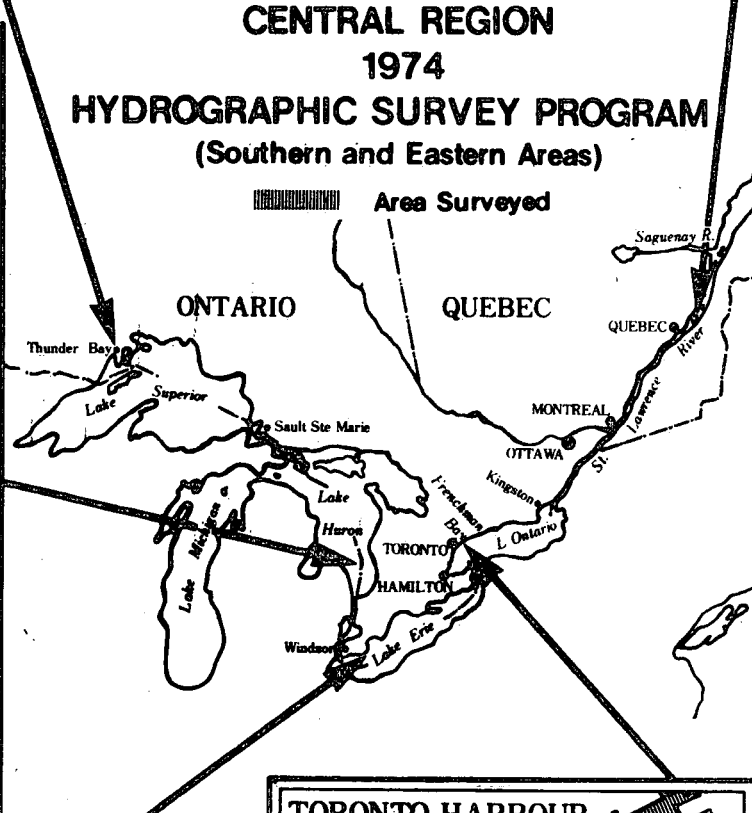 CENTRAL REGION
1974
HYDROGRAPHIC SURVEY PROGRAM
(Southern and Eastern Areas)
Area Surveyed
Saguenay R.
ONTARIO
QUEBEC
QUEBEC
Thunder Bay
Lake Superior
St. Lawrence River
MONTREAL
OTTAWA
Sault Ste Marie
Kingston
Frenchman Bay
Lake Huron
Lake Michigan
L Ontario
TORONTO
HAMILTON
Windsor
Lake Erie
TORONTO HARBOUR